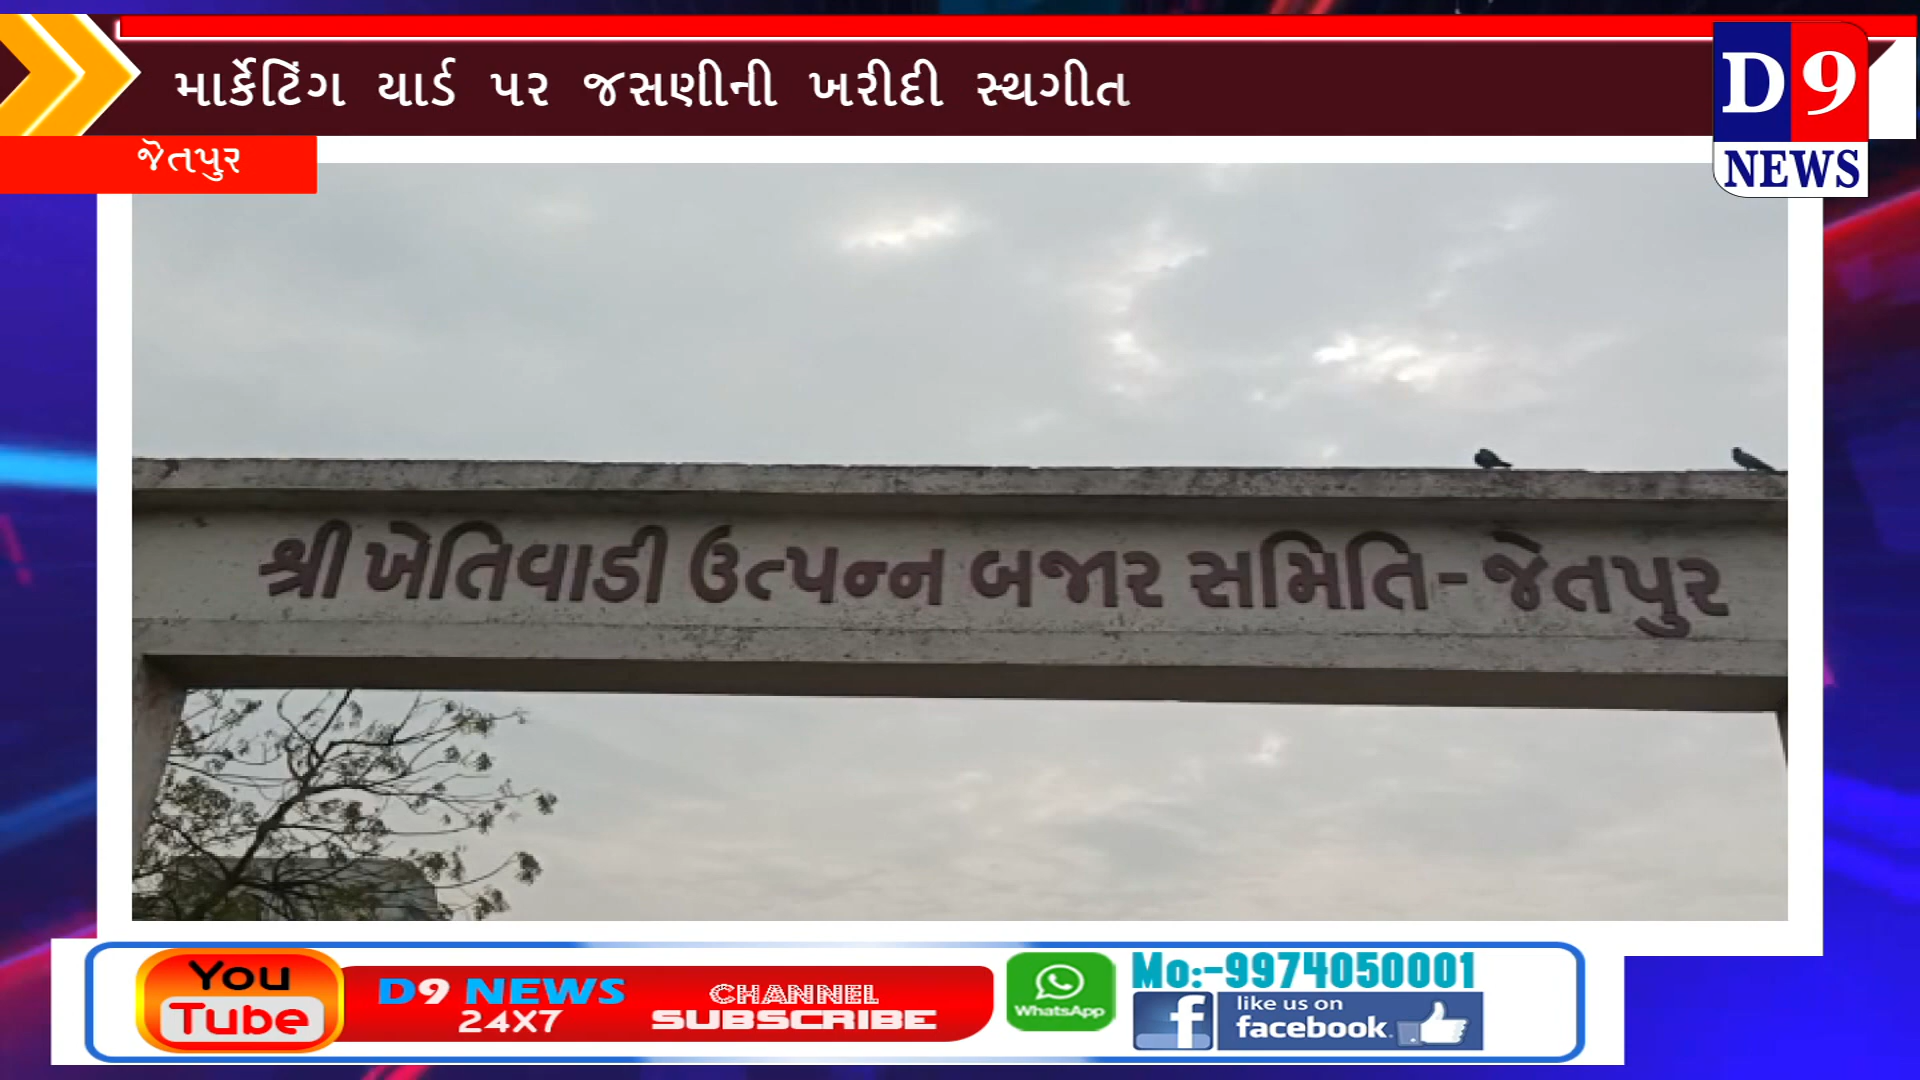 માર્કેટિંગ યાર્ડ પર જસણીની ખરીદી સ્થગીત
D9
NEWS
જેતપુર
શ્રી ખેતિવાડી ઉત્પન્ન બજાર સમિતિ-જેતપુર
You
Tube
D9 NEWS
24X7
CHANNEL
SUBSCRIBE
WhatsApp
Mo:-9974050001
like us on
facebook.